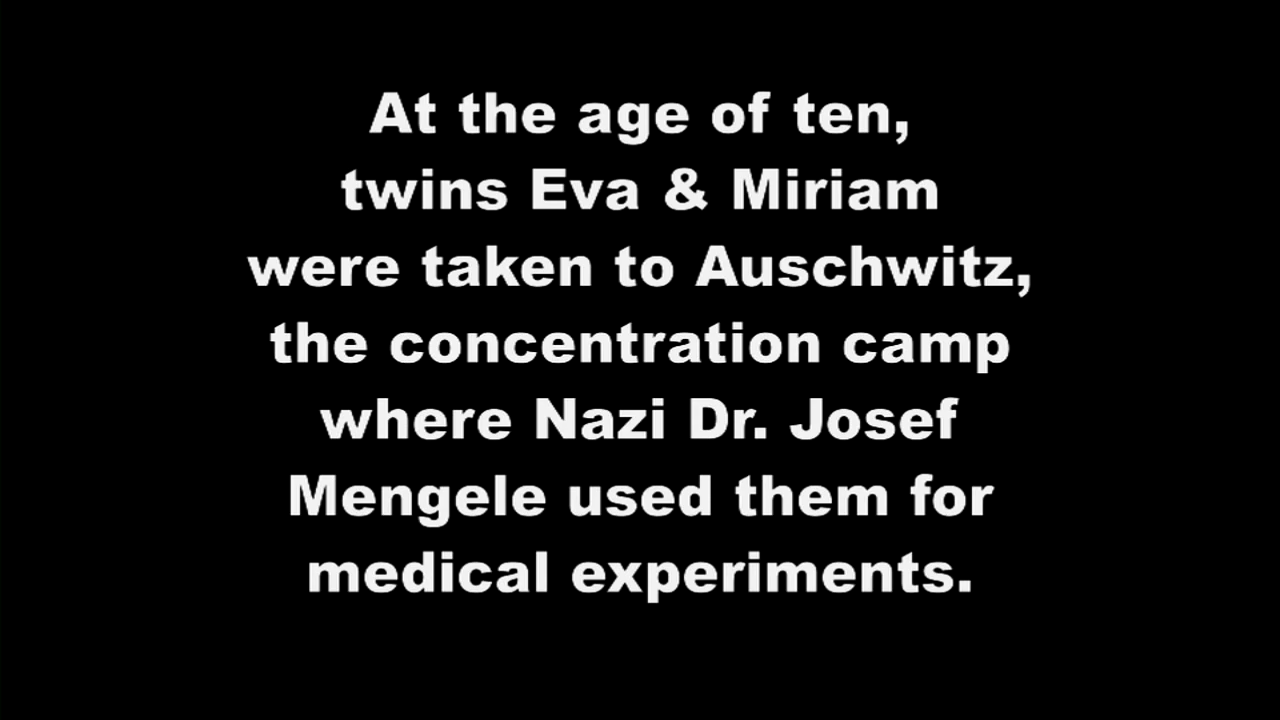 At the age of ten,
twins Eva & Miriam
were taken to Auschwitz,
the concentration camp
where Nazi Dr. Josef
Mengele used them for
medical experiments.